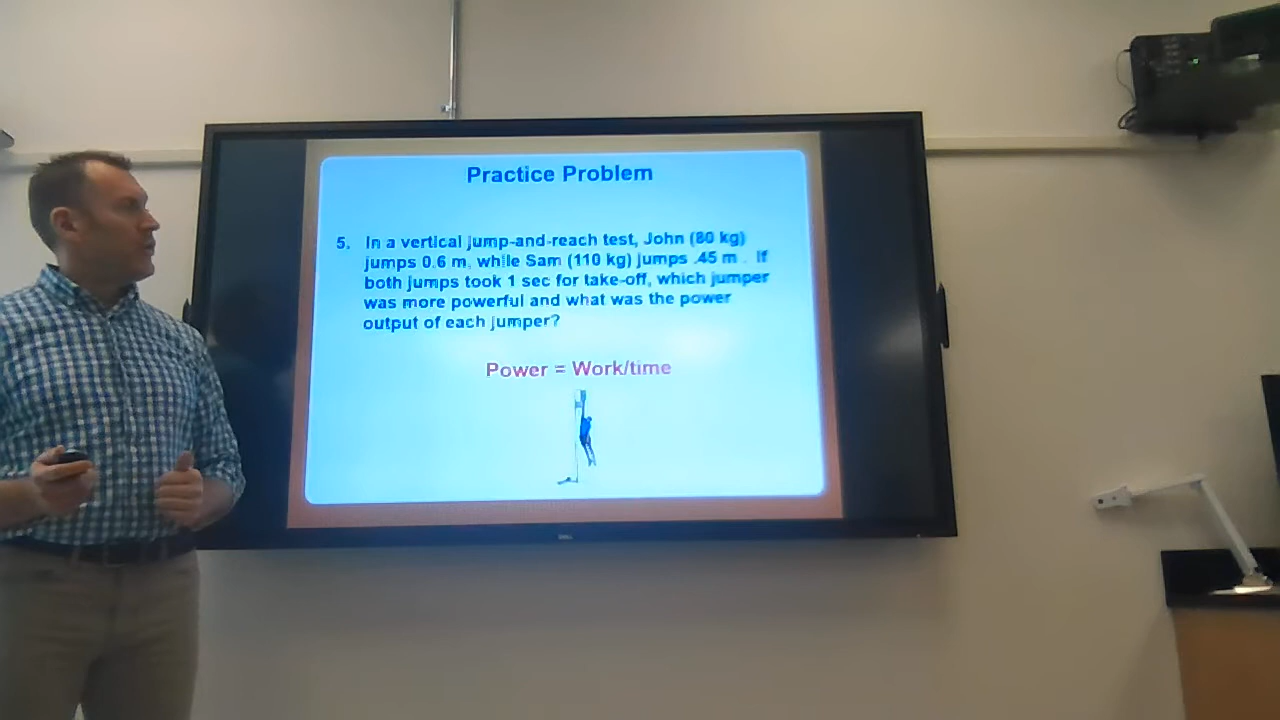 Practice Problem
5. In a vertical jump-and-reach test, John (80 kg)
jumps 0.6 m, while Sam (110 kg) jumps .45 m . If
both jumps took 1 sec for take-off, which jumper
was more powerful and what was the power
output of each jumper?
Power = Work/time
DELL